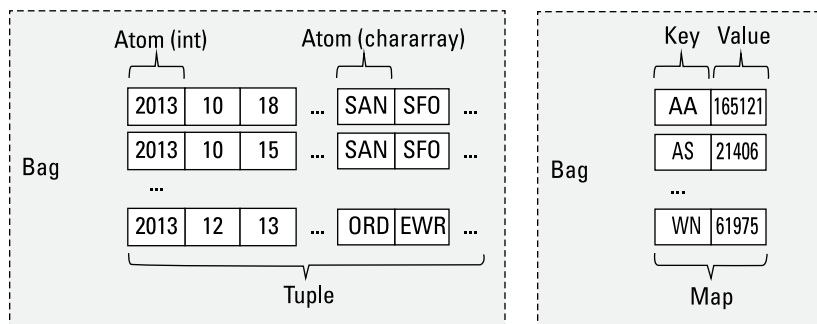 Atom (int) Atom (chararray)
2013 10 18 ... SAN SFO ...
2013 10 15 ... SAN SFO ...
Bag
...
2013 12 13 ... ORD EWR ...
Tuple
Key Value
AA 165121
AS 21406
Bag
...
WN 61975
Map